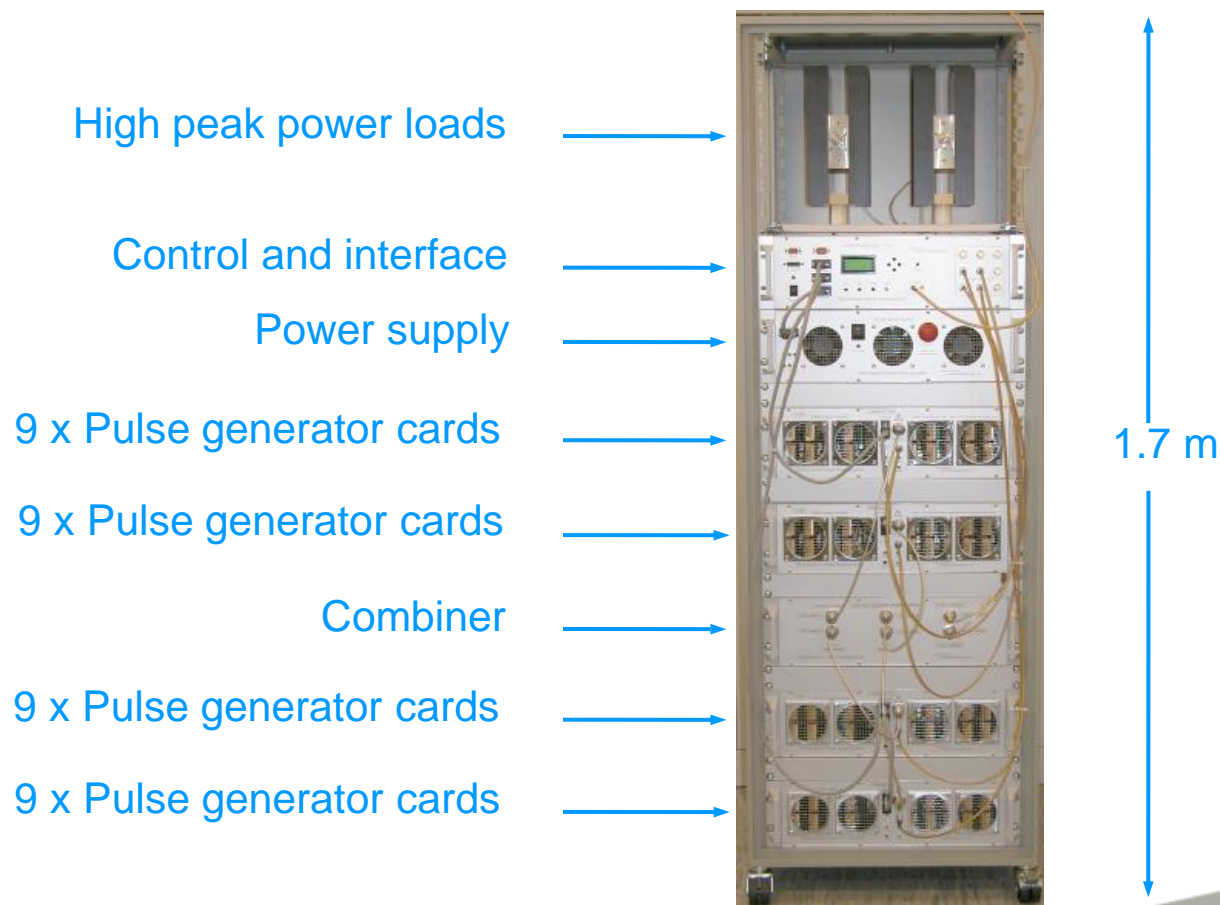 High peak power loads
Control and interface
Power supply
9 x Pulse generator cards
9 x Pulse generator cards
1.7 m
Combiner
9 x Pulse generator cards
9 x Pulse generator cards